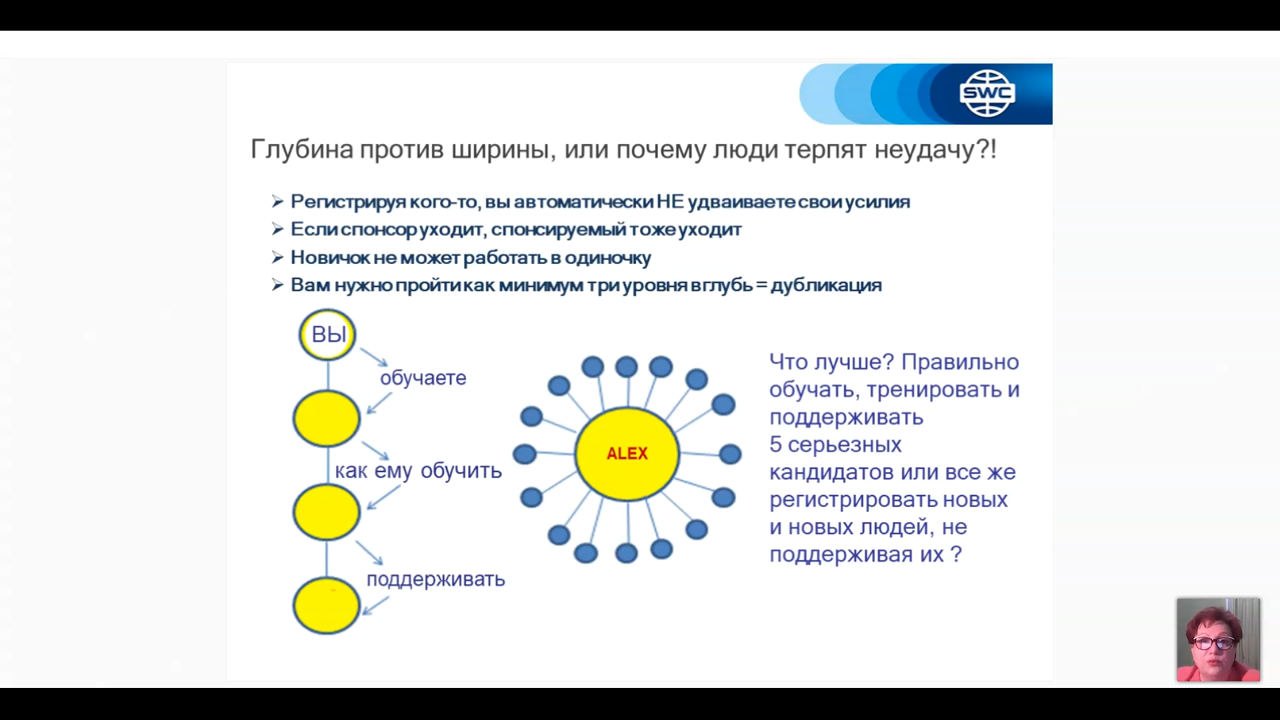 SWC
Глубина против ширины, или почему люди терпят неудачу?!
Регистрируя кого-то, вы автоматически НЕ удваиваете свои усилия
Если спонсор уходит, спонсируемый тоже уходит
Новичок не может работать в одиночку
Вам нужно пройти как минимум три уровня вглубь = дубликация
ВЫ
обучаете
как ему обучить
поддерживать
ALEX
Что лучше? Правильно
обучать, тренировать и
поддерживать
5 серьезных
кандидатов или все же
регистрировать новых
и новых людей, не
поддерживая их ?